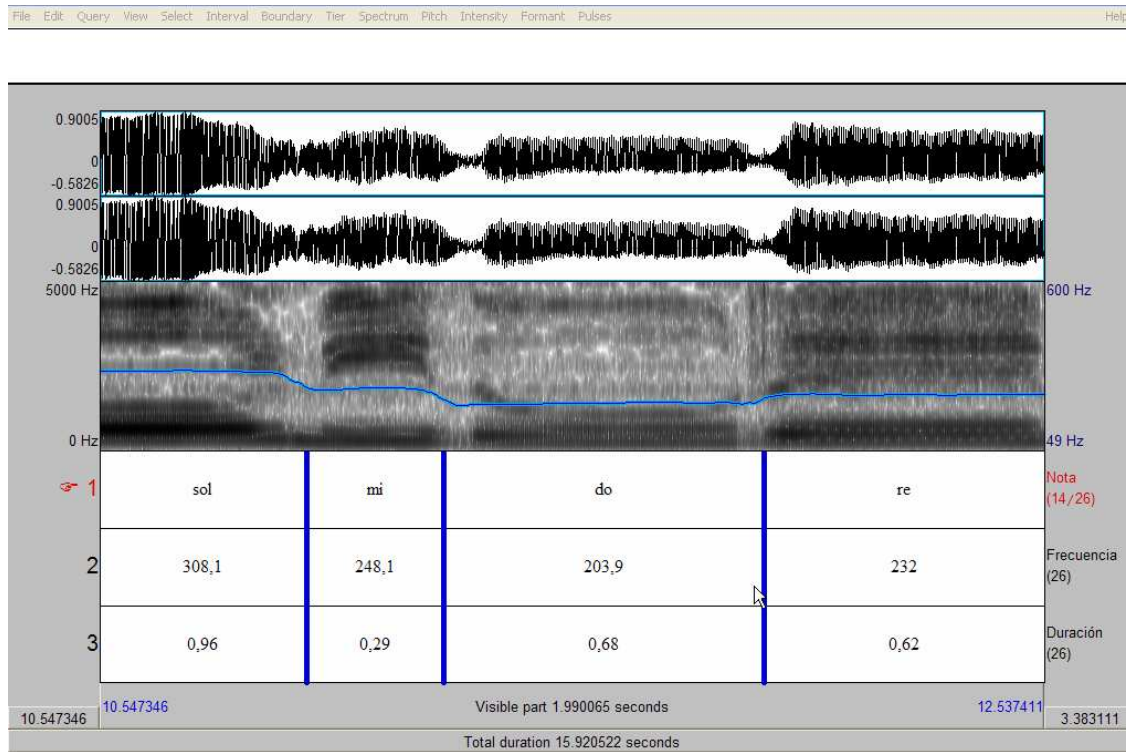 File Edit Query View Select Interval Boundary Tier Spectrum Pitch Intensity Formant Pulses Help
0.9005
0
-0.5826
0.9005
0
-0.5826
5000 Hz 600 Hz
0 Hz 49 Hz
1 sol mi do re Nota
(14/26)
2 308,1 248,1 203,9 232 Frecuencia
(26)
3 0,96 0,29 0,68 0,62 Duración
(26)
10.547346 10.547346 Visible part 1.990065 seconds 12.537411 3.383111
Total duration 15.920522 seconds